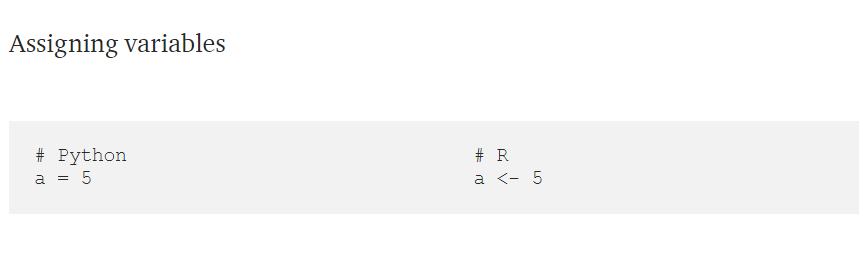 Assigning variables
# Python
a = 5
# R
a <- 5